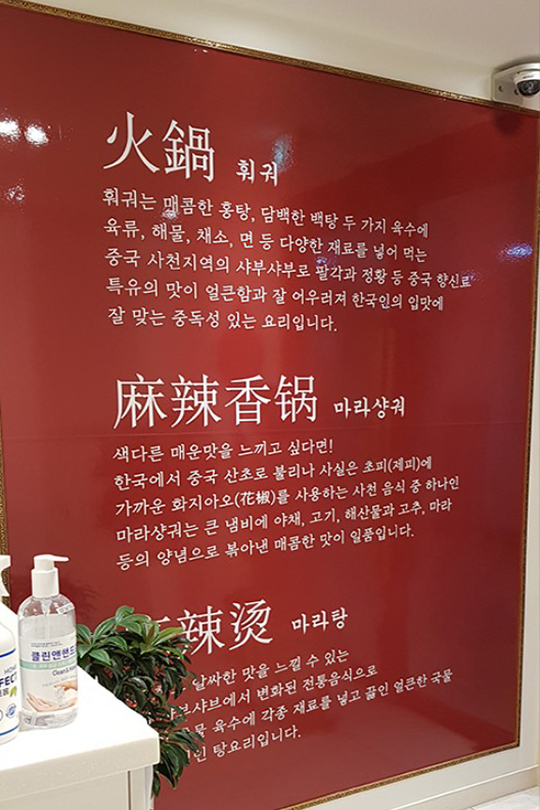 火鍋 훠궈
훠궈는 매콤한 홍탕, 담백한 백탕 두 가지 육수에
육류, 해물, 채소, 면 등 다양한 재료를 넣어 먹는
중국 사천지역의 샤부샤부로 팔각과 정황 등 중국 향신료
특유의 맛이 얼큰함과 잘 어우러져 한국인의 입맛에
잘 맞는 중독성 있는 요리입니다.
麻辣香锅 마라샹궈
색다른 매운맛을 느끼고 싶다면!
한국에서 중국 산초로 불리나 사실은 초피(제피)에
가까운 화지아오(花椒)를 사용하는 사천 음식 중 하나인
마라샹궈는 큰 냄비에 야채, 고기, 해산물과 고추, 마라
등의 양념으로 볶아낸 매콤한 맛이 일품입니다.
辣烫 마라탕
알싸한 맛을 느낄 수 있는
샤브에서 변화된 전통음식으로
육수에 각종 재료를 넣고 끓인 얼큰한 국물
탕요리입니다.
클린앤핸드